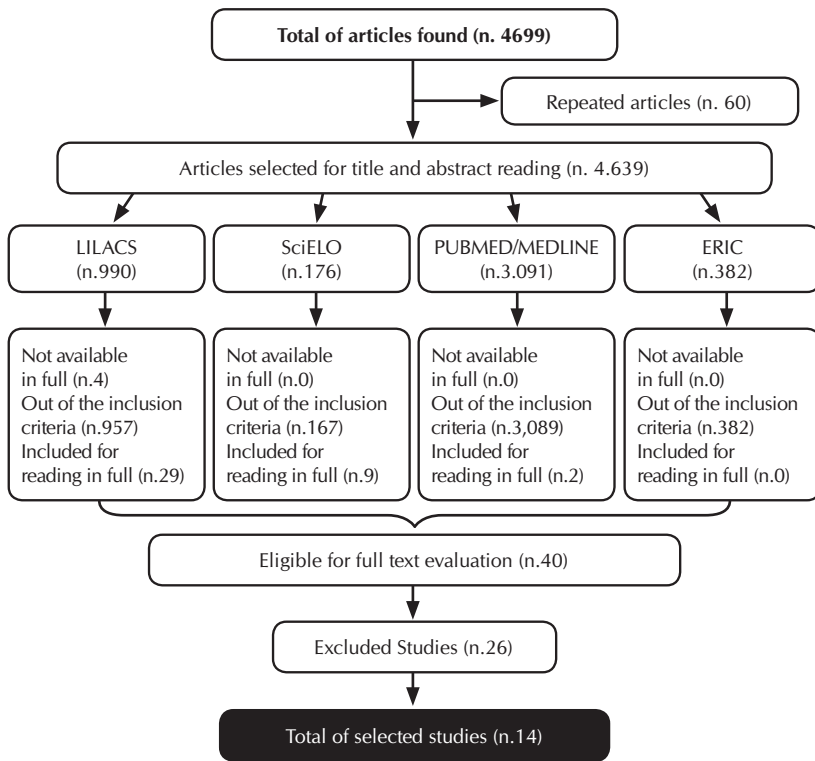 Total of articles found (n. 4699)
Repeated articles (n. 60)
Articles selected for title and abstract reading (n. 4.639)
LILACS
(n.990)
SciELO
(n.176)
PUBMED/MEDLINE
(n.3.091)
ERIC
(n.382)
Not available
in full (n.4)
Out of the inclusion
criteria (n.957)
Included for
reading in full (n.29)
Not available
in full (n.0)
Out of the inclusion
criteria (n.167)
Included for
reading in full (n.9)
Not available
in full (n.0)
Out of the inclusion
criteria (n.3,089)
Included for
reading in full (n.2)
Not available
in full (n.0)
Out of the inclusion
criteria (n.382)
Included for
reading in full (n.0)
Eligible for full text evaluation (n.40)
Excluded Studies (n.26)
Total of selected studies (n.14)